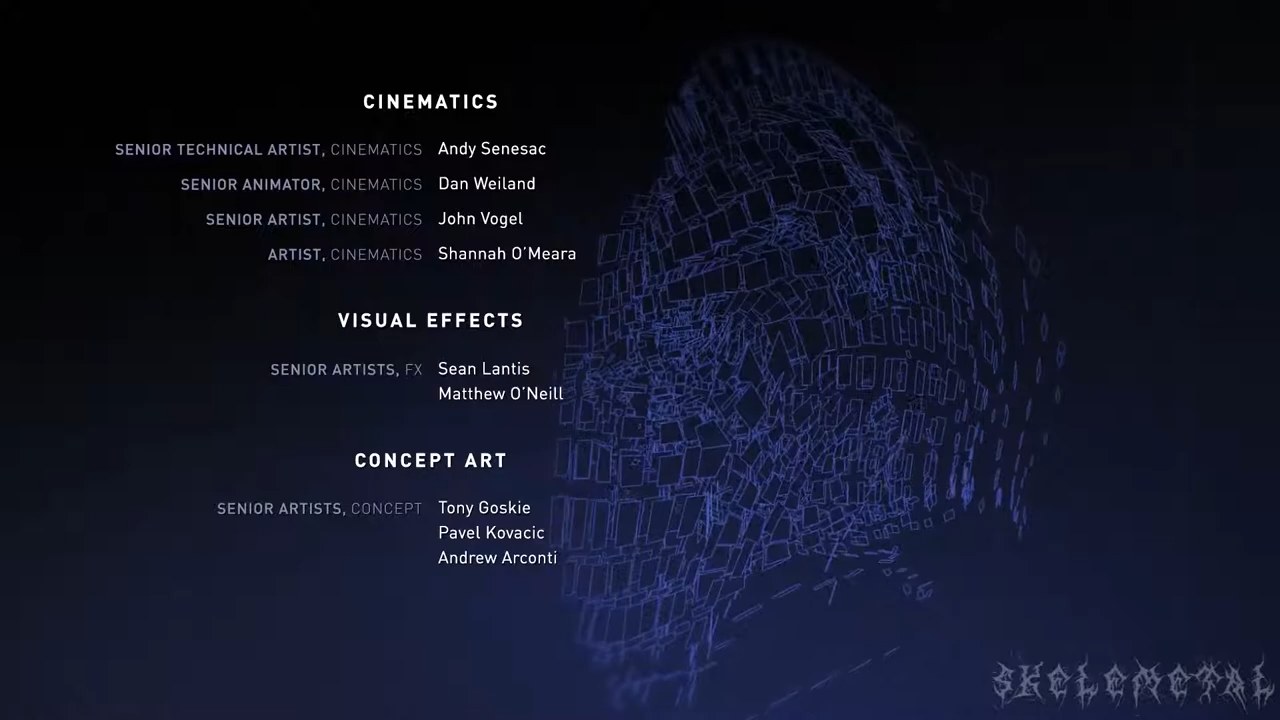 CINEMATICS
SENIOR TECHNICAL ARTIST, CINEMATICS Andy Senesac
SENIOR ANIMATOR, CINEMATICS Dan Weiland
SENIOR ARTIST, CINEMATICS John Vogel
ARTIST, CINEMATICS Shannah O'Meara
VISUAL EFFECTS
SENIOR ARTISTS, FX Sean Lantis
Matthew O'Neill
CONCEPT ART
SENIOR ARTISTS, CONCEPT Tony Goskie
Pavel Kovacic
Andrew Arconti
SKELEMETAL